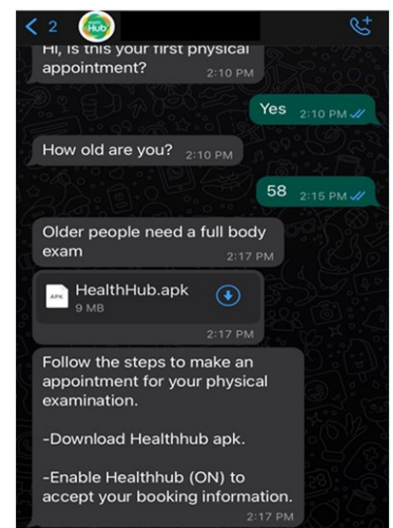 2
Hub
Hi, is this your first physical
appointment?
2:10 PM
Yes 2:10 PM
How old are you? 2:10 PM
58 2:15 PM
Older people need a full body
exam
2:17 PM
APK HealthHub.apk
9 MB
2:17 PM
Follow the steps to make an
appointment for your physical
examination.
-Download Healthhub apk.
-Enable Healthhub (ON) to
accept your booking information.
2:17 PM